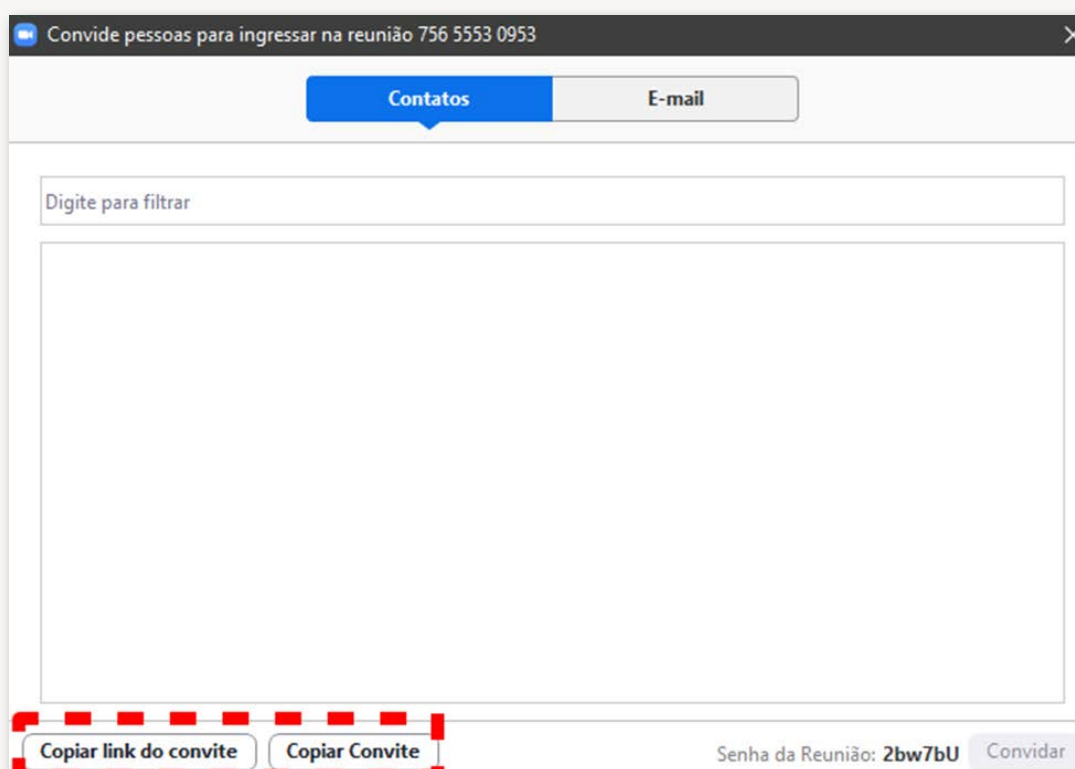 Convide pessoas para ingressar na reunião 756 5553 0953
Contatos E-mail
Digite para filtrar
Copiar link do convite Copiar Convite Senha da Reunião: 2bw7bU Convidar